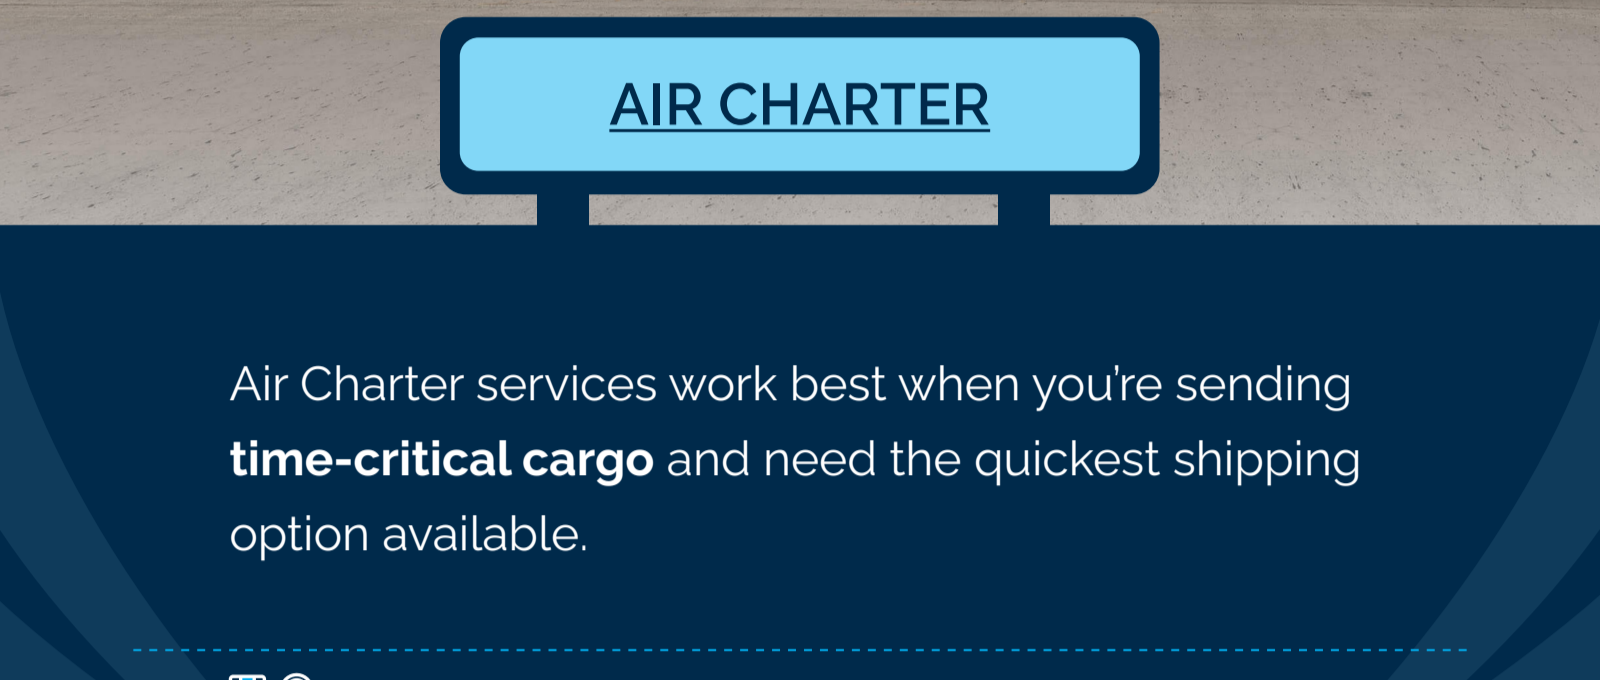 AIR CHARTER
Air Charter services work best when you’re sending
time-critical cargo and need the quickest shipping
option available.